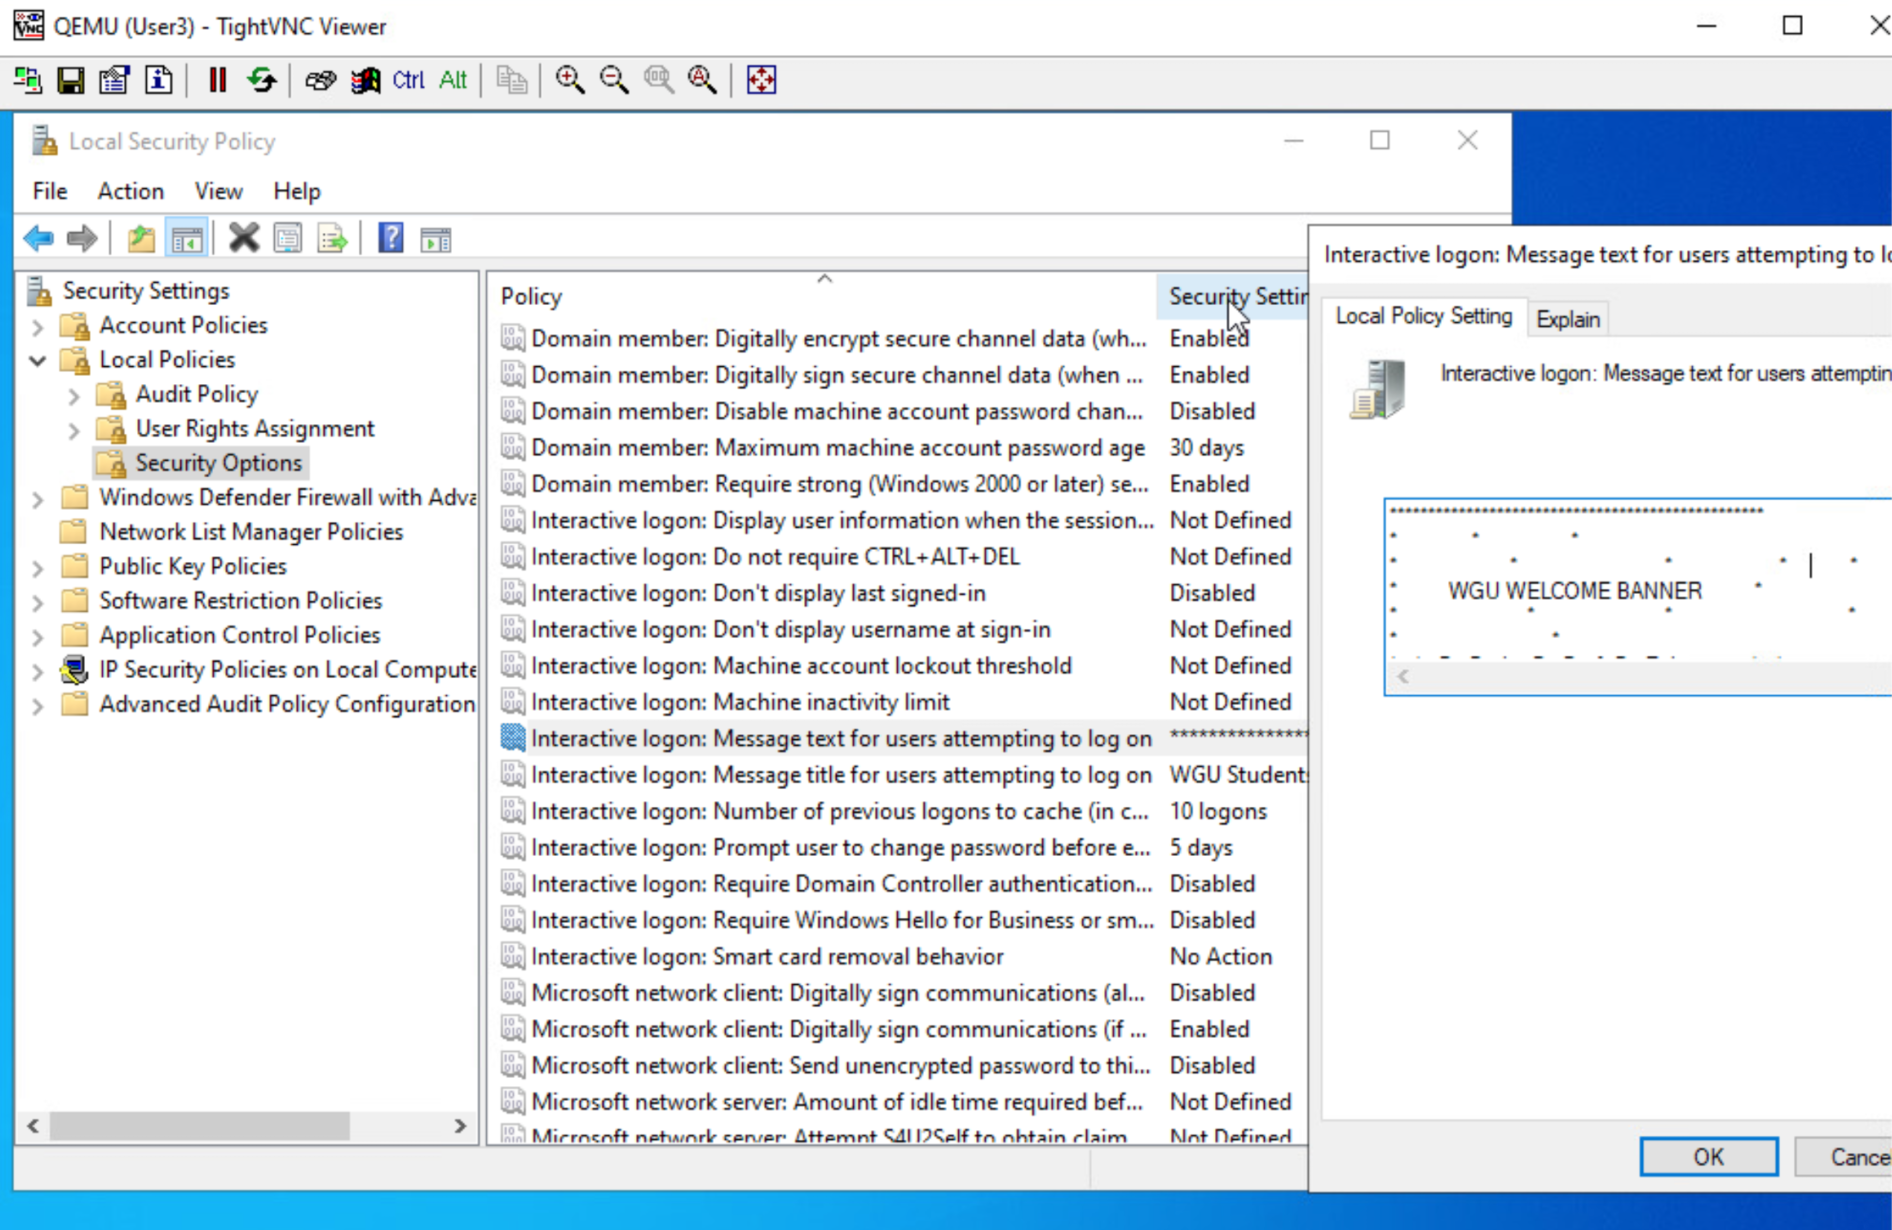 QEMU (User3) - TightVNC Viewer
Ctrl Alt
Local Security Policy
File Action View Help
Security Settings
Account Policies
Local Policies
Audit Policy
User Rights Assignment
Security Options
Windows Defender Firewall with Adva
Network List Manager Policies
Public Key Policies
Software Restriction Policies
Application Control Policies
IP Security Policies on Local Compute
Advanced Audit Policy Configuration
Policy Security Settin
Domain member: Digitally encrypt secure channel data (wh... Enabled
Domain member: Digitally sign secure channel data (when ... Enabled
Domain member: Disable machine account password chan... Disabled
Domain member: Maximum machine account password age 30 days
Domain member: Require strong (Windows 2000 or later) se... Enabled
Interactive logon: Display user information when the session... Not Defined
Interactive logon: Do not require CTRL+ALT+DEL Not Defined
Interactive logon: Don't display last signed-in Disabled
Interactive logon: Don't display username at sign-in Not Defined
Interactive logon: Machine account lockout threshold Not Defined
Interactive logon: Machine inactivity limit Not Defined
Interactive logon: Message text for users attempting to log on ***************
Interactive logon: Message title for users attempting to log on WGU Students
Interactive logon: Number of previous logons to cache (in c... 10 logons
Interactive logon: Prompt user to change password before e... 5 days
Interactive logon: Require Domain Controller authentication... Disabled
Interactive logon: Require Windows Hello for Business or sm... Disabled
Interactive logon: Smart card removal behavior No Action
Microsoft network client: Digitally sign communications (al... Disabled
Microsoft network client: Digitally sign communications (if ... Enabled
Microsoft network client: Send unencrypted password to thi... Disabled
Microsoft network server: Amount of idle time required bef... Not Defined
Microsoft network server: Attempt S4U2Self to obtain claim Not Defined
Interactive logon: Message text for users attempting to lo
Local Policy Setting Explain
Interactive logon: Message text for users attemptin
*************************************************
* * *
* * * * *
* WGU WELCOME BANNER *
* * * *
* *
OK Cance